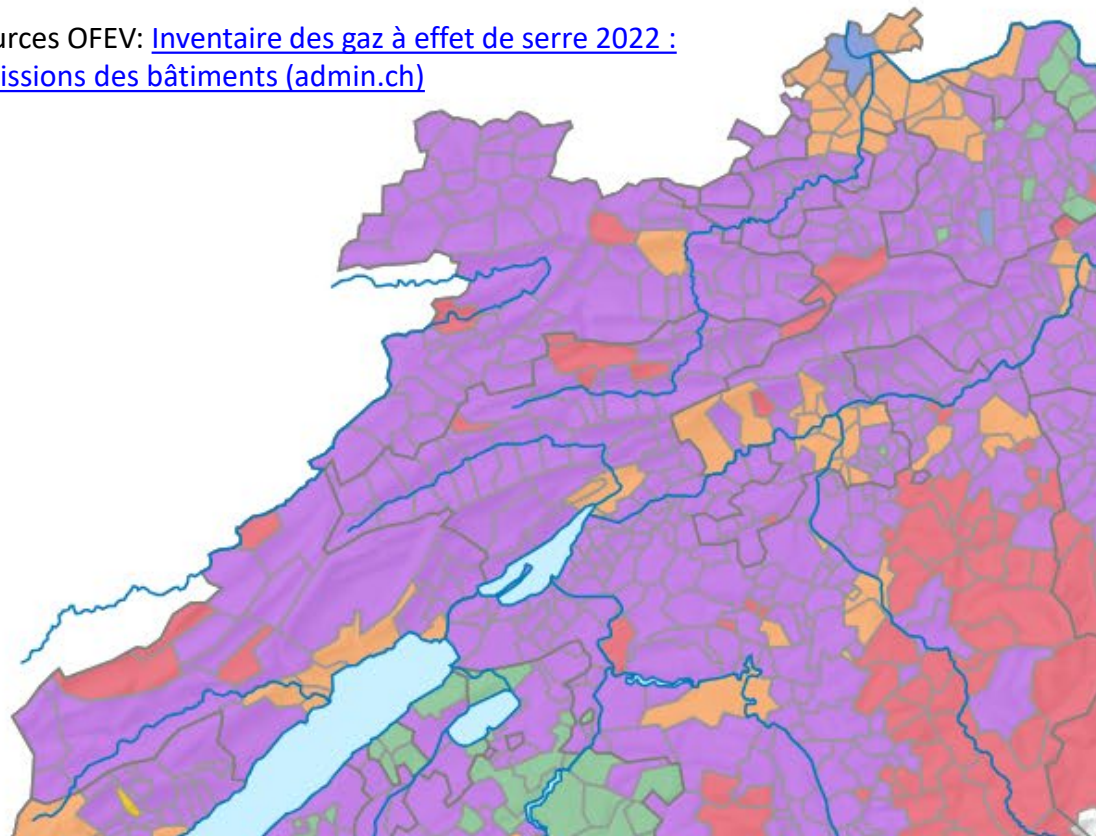 urces OFEV: Inventaire des gaz à effet de serre 2022 :
issions des bâtiments (admin.ch)